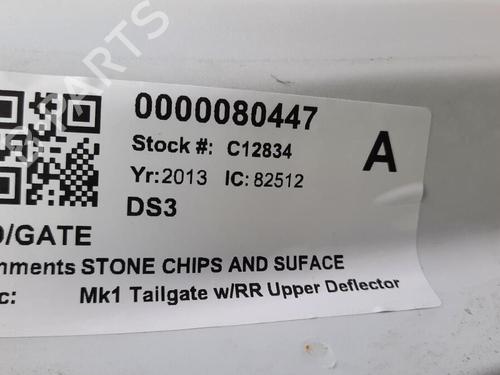 0000080447
Stock #: C12834
A
Yr: 2013 IC: 82512
DS3
/GATE
mments STONE CHIPS AND SUFACE
c: Mk1 Tailgate w/RR Upper Deflector